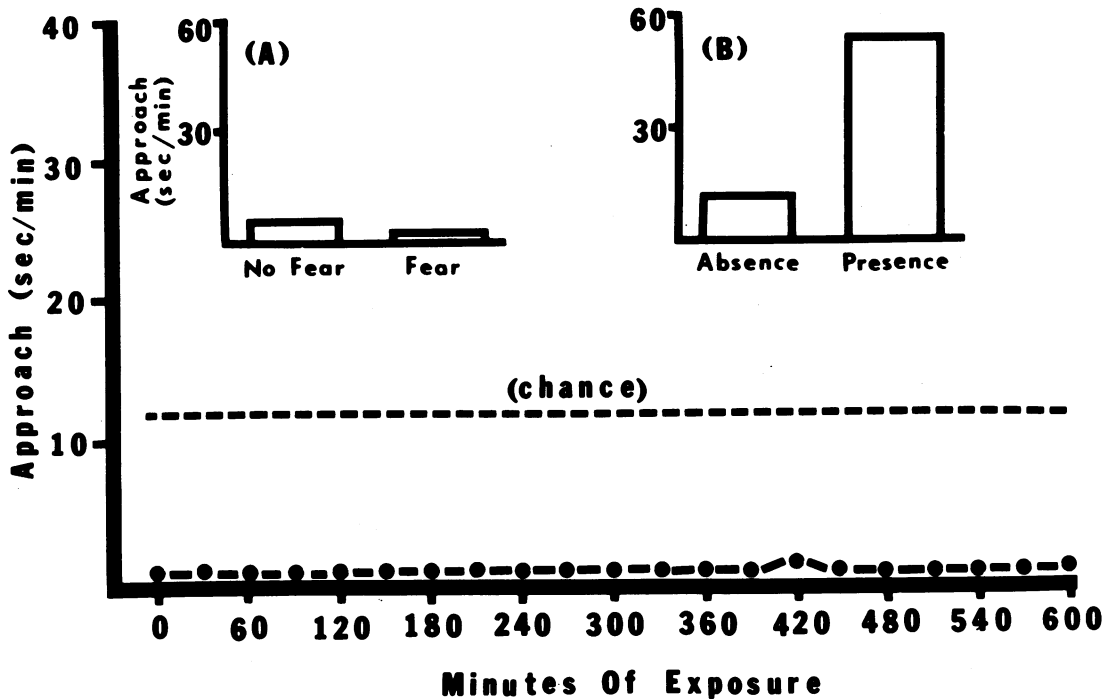 40
30
20
10
Approach (sec/min)
(A)
60
30
Approach
(sec/min)
No Fear Fear
(B)
60
30
Absence Presence
(chance)
0 60 120 180 240 300 360 420 480 540 600
Minutes Of Exposure